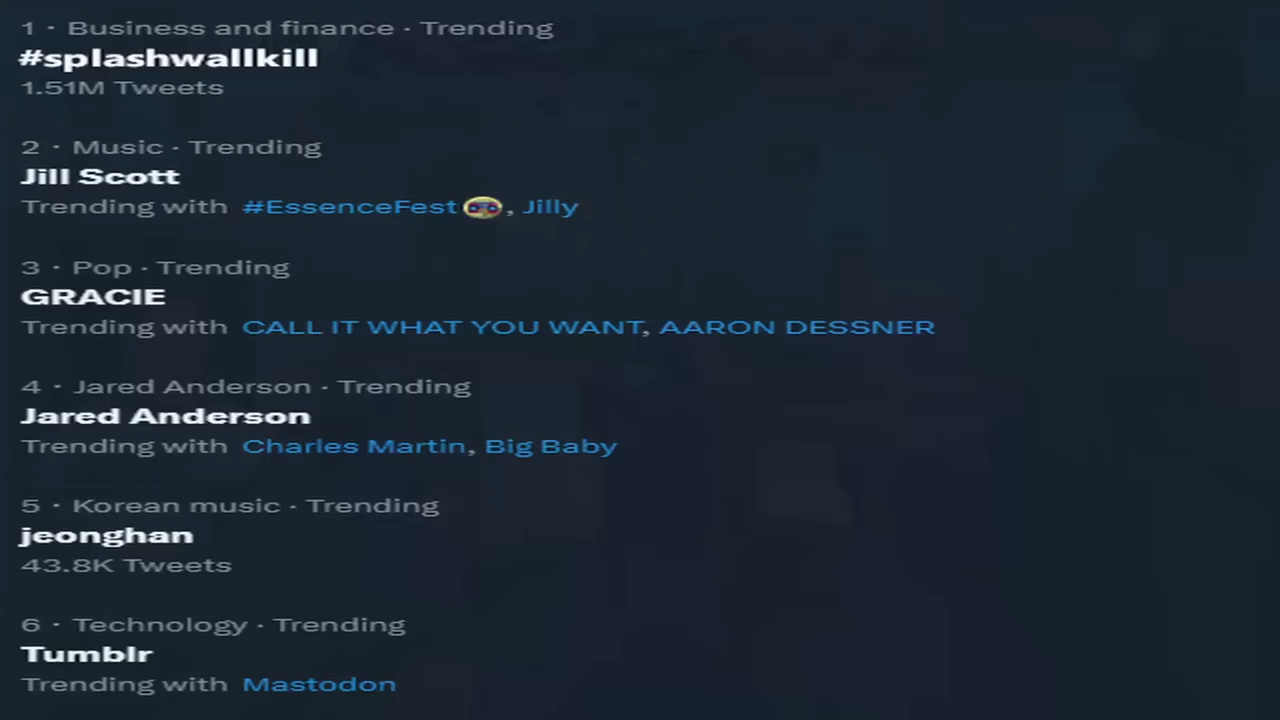 1 · Business and finance · Trending
#splashwallkill
1.51M Tweets
2 · Music · Trending
Jill Scott
Trending with #EssenceFest, Jilly
3 · Pop · Trending
GRACIE
Trending with CALL IT WHAT YOU WANT, AARON DESSNER
4 · Jared Anderson · Trending
Jared Anderson
Trending with Charles Martin, Big Baby
5 · Korean music · Trending
jeonghan
43.8K Tweets
6 · Technology · Trending
Tumblr
Trending with Mastodon